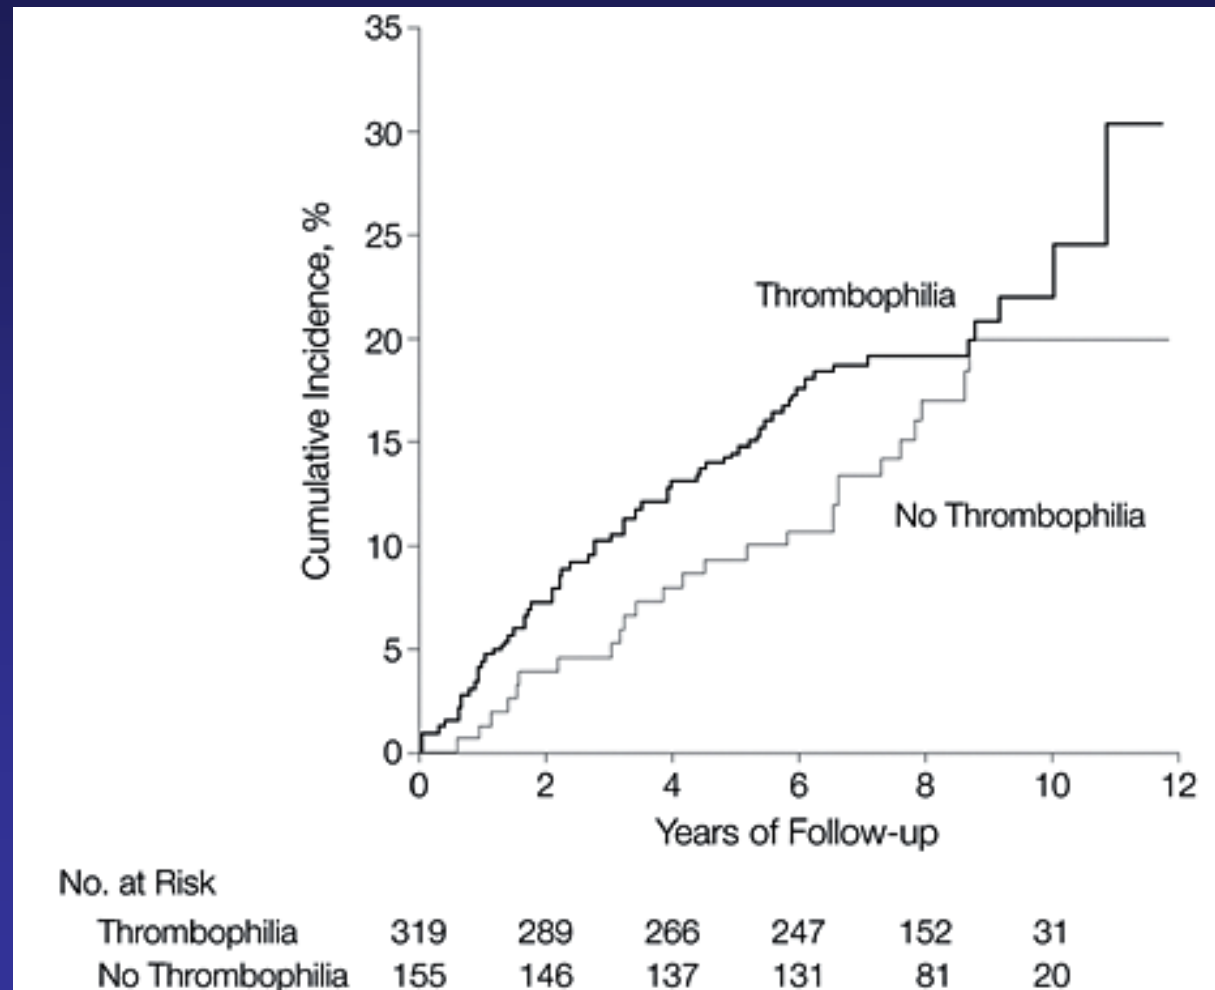 35
30
25
20
15
10
5
0
Cumulative Incidence, %
Thrombophilia
No Thrombophilia
0 2 4 6 8 10 12
Years of Follow-up
No. at Risk
Thrombophilia 319 289 266 247 152 31
No Thrombophilia 155 146 137 131 81 20